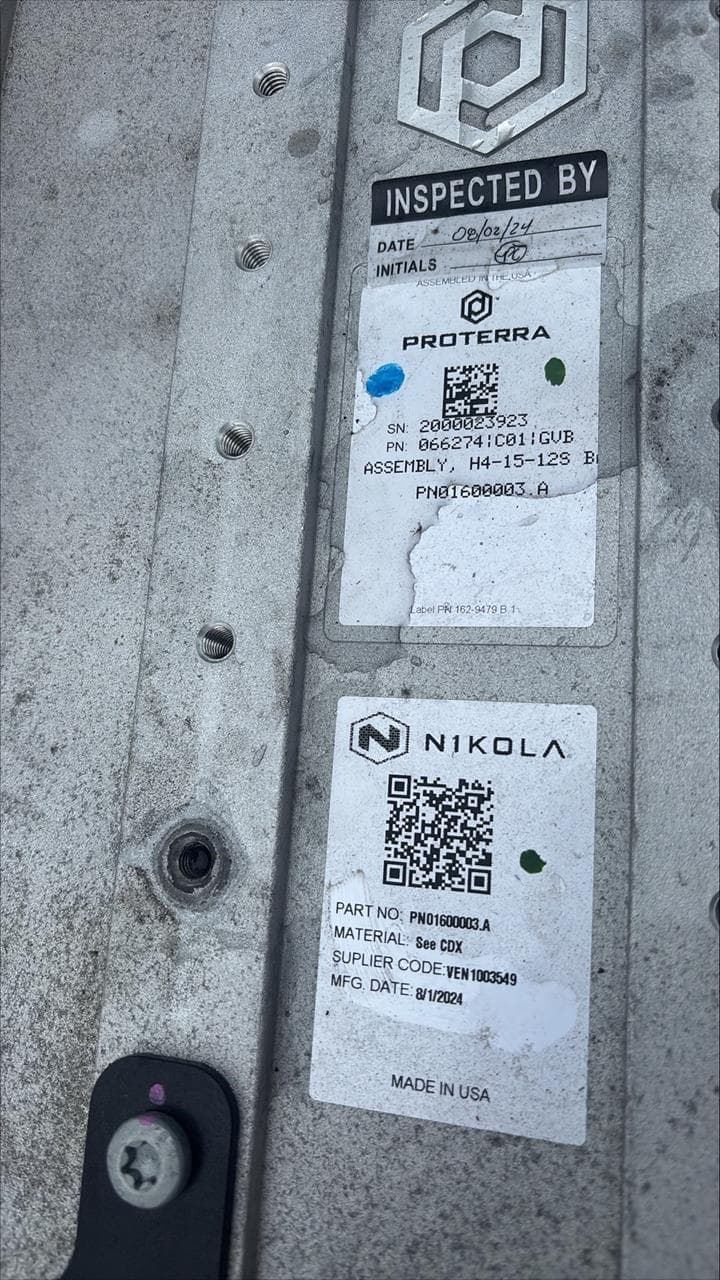 INSPECTED BY
DATE 08/02/24
INITIALS
ASSEMBLED IN THE USA
PROTERRA
SN: 2000023923
PN: 066274|C01|GVB
ASSEMBLY, H4-15-12S
PN01600003.A
Label PN 162-9479 B.1
N NIKOLA
PART NO: PN01600003.A
MATERIAL: See CDX
SUPLIER CODE:VEN1003549
MFG. DATE: 8/1/2024
MADE IN USA